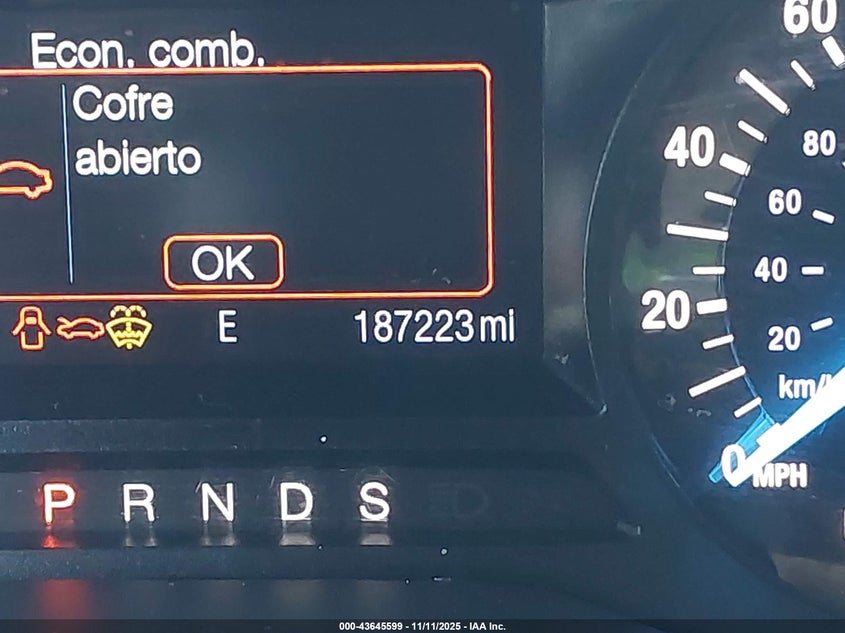 Econ. comb.
Cofre
abierto
OK
E 187223 mi
P R N D S
60
40
20
0
MPH
80
60
40
20
km/
000-43645599 - 11/11/2025 - IAA Inc.